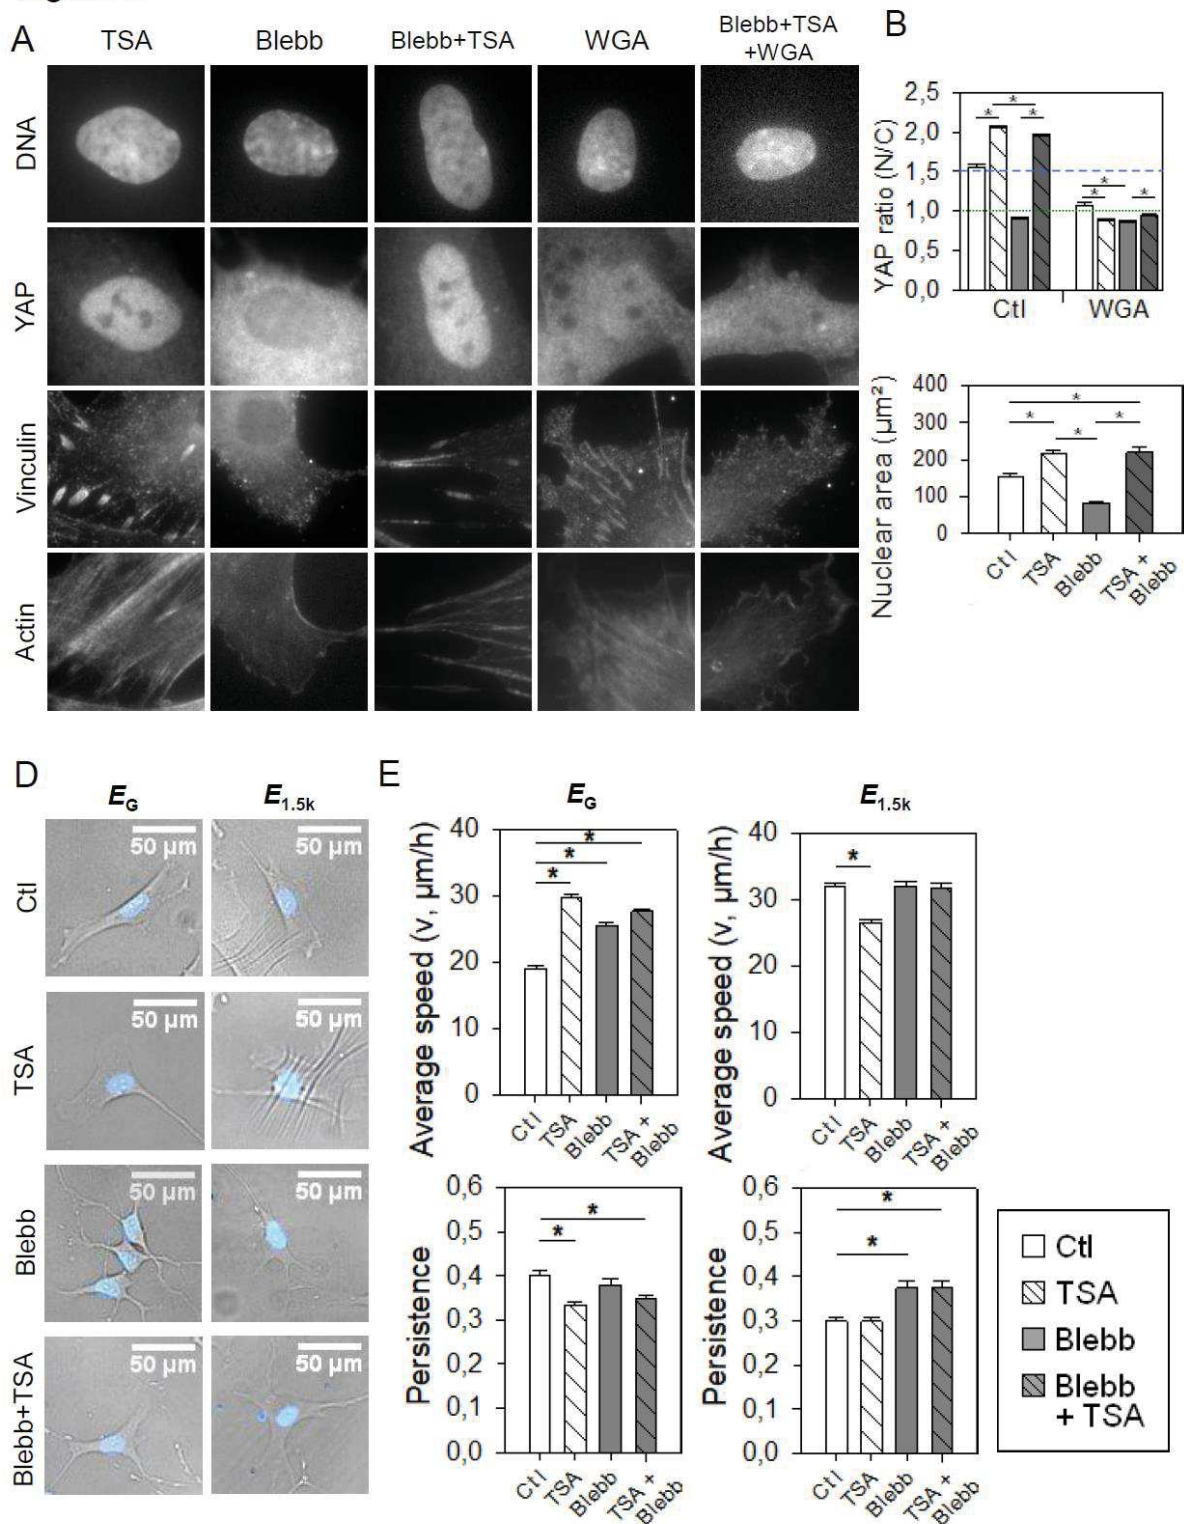 A
TSA
Blebb
Blebb+TSA
WGA
Blebb+TSA
+WGA
DNA
YAP
Vinculin
Actin
B
YAP ratio (N/C)
2,5
2,0
1,5
1,0
0,5
0,0
* * *
* * * *
Ctl
WGA
Nuclear area (µm²)
400
300
200
100
0
*
* * *
Ctl
TSA
Blebb
TSA +
Blebb
D
E_G
E_1.5k
Ctl
50 µm
50 µm
TSA
50 µm
50 µm
Blebb
50 µm
50 µm
Blebb+TSA
50 µm
50 µm
E
E_G
Average speed (v, µm/h)
40
30
20
10
0
*
*
*
Ctl
TSA
Blebb
TSA +
Blebb
E_1.5k
Average speed (v, µm/h)
40
30
20
10
0
*
Ctl
TSA
Blebb
TSA +
Blebb
Persistence
0,6
0,5
0,4
0,3
0,2
0,1
0,0
*
*
Ctl
TSA
Blebb
TSA +
Blebb
Persistence
0,6
0,5
0,4
0,3
0,2
0,1
0,0
*
*
Ctl
TSA
Blebb
TSA +
Blebb
Ctl
TSA
Blebb
Blebb
+ TSA